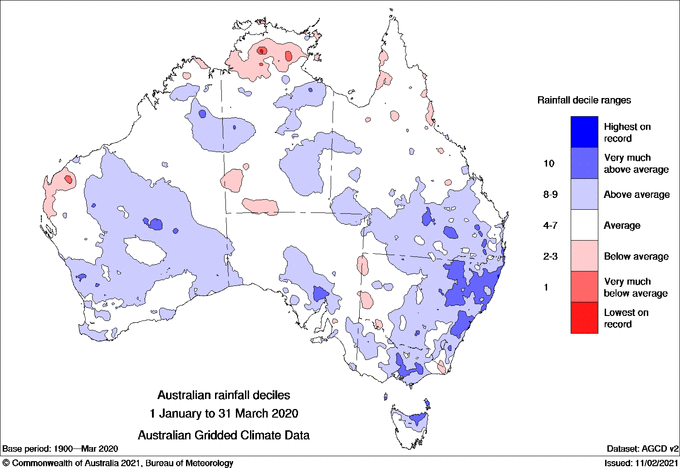 Rainfall decile ranges
Highest on
record
10
Very much
above average
8-9
Above average
4-7
Average
2-3
Below average
1
Very much
below average
Lowest on
record
Australian rainfall deciles
1 January to 31 March 2020
Australian Gridded Climate Data
Base period: 1900—Mar 2020
Dataset: AGCD v2
© Commonwealth of Australia 2021, Bureau of Meteorology
Issued: 11/02/2021